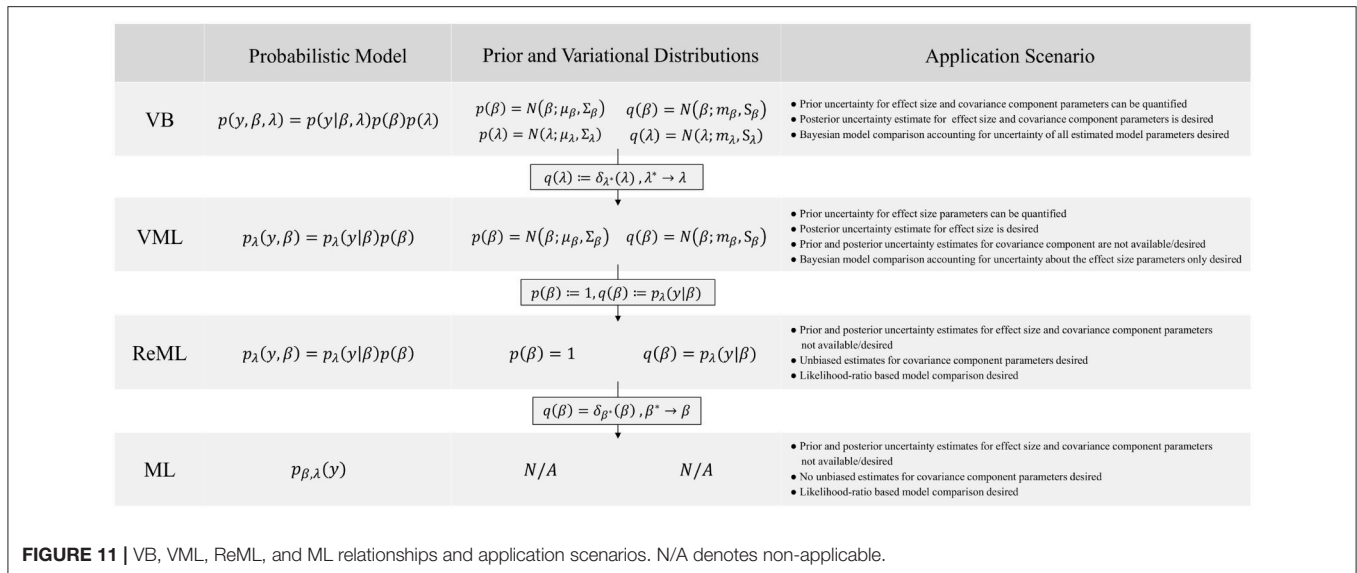 Probabilistic Model Prior and Variational Distributions Application Scenario
VB
p(y, β, λ) = p(y|β, λ)p(β)p(λ)
p(β) = N(β; μ_β, Σ_β) q(β) = N(β; m_β, S_β)
p(λ) = N(λ; μ_λ, Σ_λ) q(λ) = N(λ; m_λ, S_λ)
● Prior uncertainty for effect size and covariance component parameters can be quantified
● Posterior uncertainty estimate for effect size and covariance component parameters is desired
● Bayesian model comparison accounting for uncertainty of all estimated model parameters desired
q(λ) ≔ δ_λ*(λ) , λ* → λ
VML
p_λ(y, β) = p_λ(y|β)p(β)
p(β) = N(β; μ_β, Σ_β) q(β) = N(β; m_β, S_β)
● Prior uncertainty for effect size parameters can be quantified
● Posterior uncertainty estimate for effect size is desired
● Prior and posterior uncertainty estimates for covariance component are not available/desired
● Bayesian model comparison accounting for uncertainty about the effect size parameters only desired
p(β) ≔ 1, q(β) ≔ p_λ(y|β)
ReML
p_λ(y, β) = p_λ(y|β)p(β)
p(β) = 1 q(β) = p_λ(y|β)
● Prior and posterior uncertainty estimates for effect size and covariance component parameters
not available/desired
● Unbiased estimates for covariance component parameters desired
● Likelihood-ratio based model comparison desired
q(β) = δ_β*(β) , β* → β
ML
p_β,λ(y)
N/A N/A
● Prior and posterior uncertainty estimates for effect size and covariance component parameters
not available/desired
● No unbiased estimates for covariance component parameters desired
● Likelihood-ratio based model comparison desired
FIGURE 11 | VB, VML, ReML, and ML relationships and application scenarios. N/A denotes non-applicable.